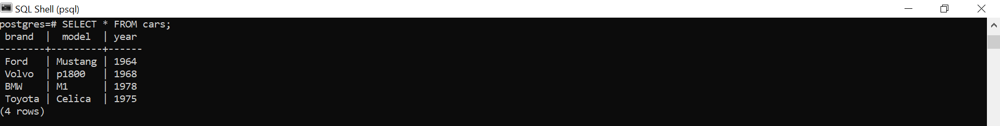 SQL Shell (psql)
postgres=# SELECT * FROM cars;
 brand  |  model  | year
--------+---------+------
 Ford   | Mustang | 1964
 Volvo  | p1800   | 1968
 BMW    | M1      | 1978
 Toyota | Celica  | 1975
(4 rows)